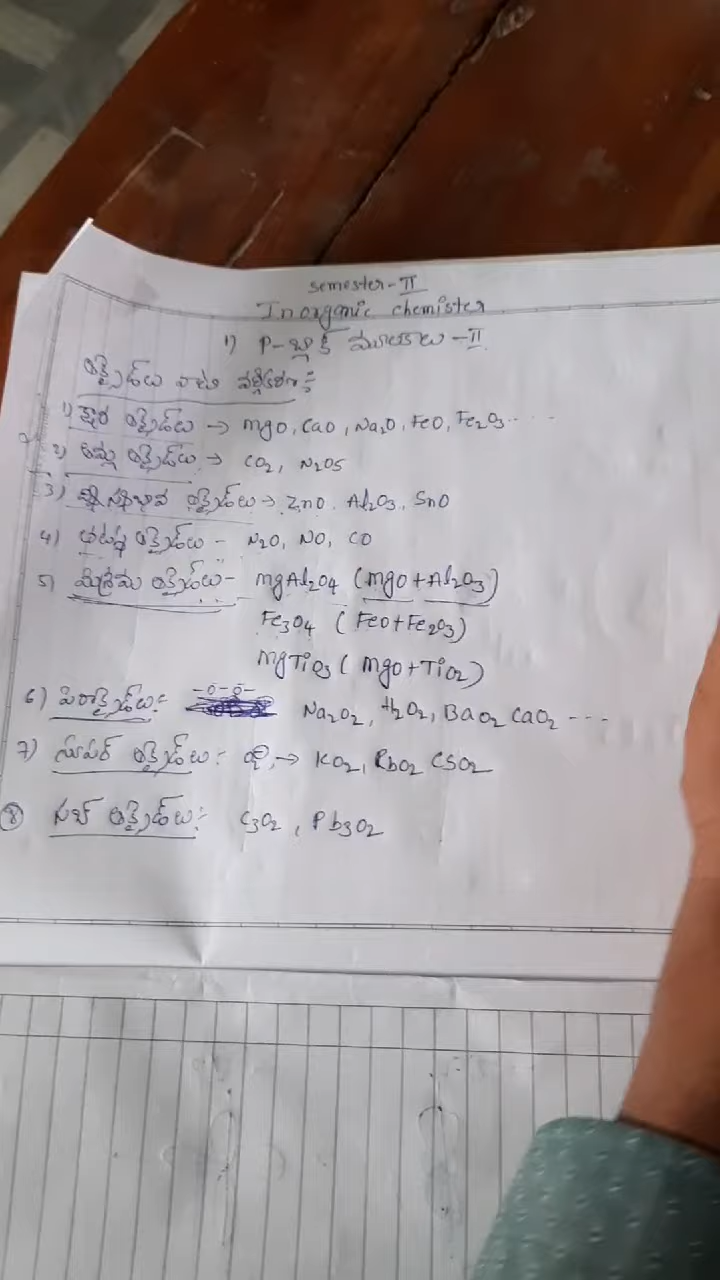 semester-II
Inorganic chemister
1) P-బ్లాక్ మూలకాలు -II
ఆక్సైడ్‌లు వాటి వర్గీకరణ :-
1) క్షార ఆక్సైడ్‌లు → MgO, CaO, Na2O, FeO, Fe2O3 ....
2) ఆమ్ల ఆక్సైడ్‌లు → CO2, N2O5
3) ఆక్సైడ్‌లు → ZnO, Al2O3, SnO
4) తటస్థ ఆక్సైడ్‌లు - N2O, NO, CO
5) మిశ్రమ ఆక్సైడ్‌లు - MgAl2O4 (MgO + Al2O3)
Fe3O4 (FeO + Fe2O3)
MgTiO3 (MgO + TiO2)
6) పెరాక్సైడ్‌లు :- -O-O- Na2O2, H2O2, BaO2 CaO2 ---
7) సూపర్ ఆక్సైడ్‌లు :- → KO2, RbO2 CSO2
8 సబ్ ఆక్సైడ్‌లు :- C3O2, Pb3O2